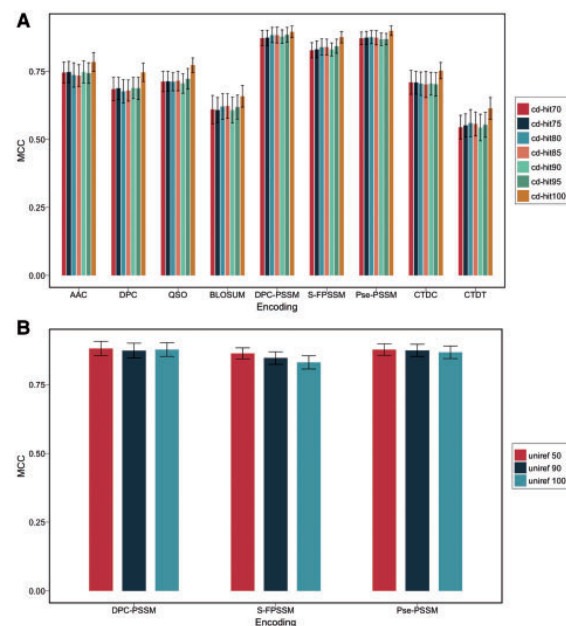 A
MCC
0.75
0.50
0.25
0.00
AAC DPC QSO BLOSUM DPC-PSSM S-FPSSM Pse-PSSM CTDC CTDT
Encoding
cd-hit70
cd-hit75
cd-hit80
cd-hit85
cd-hit90
cd-hit95
cd-hit100
B
MCC
0.75
0.50
0.25
0.00
DPC-PSSM S-FPSSM Pse-PSSM
Encoding
uniref 50
uniref 90
uniref 100